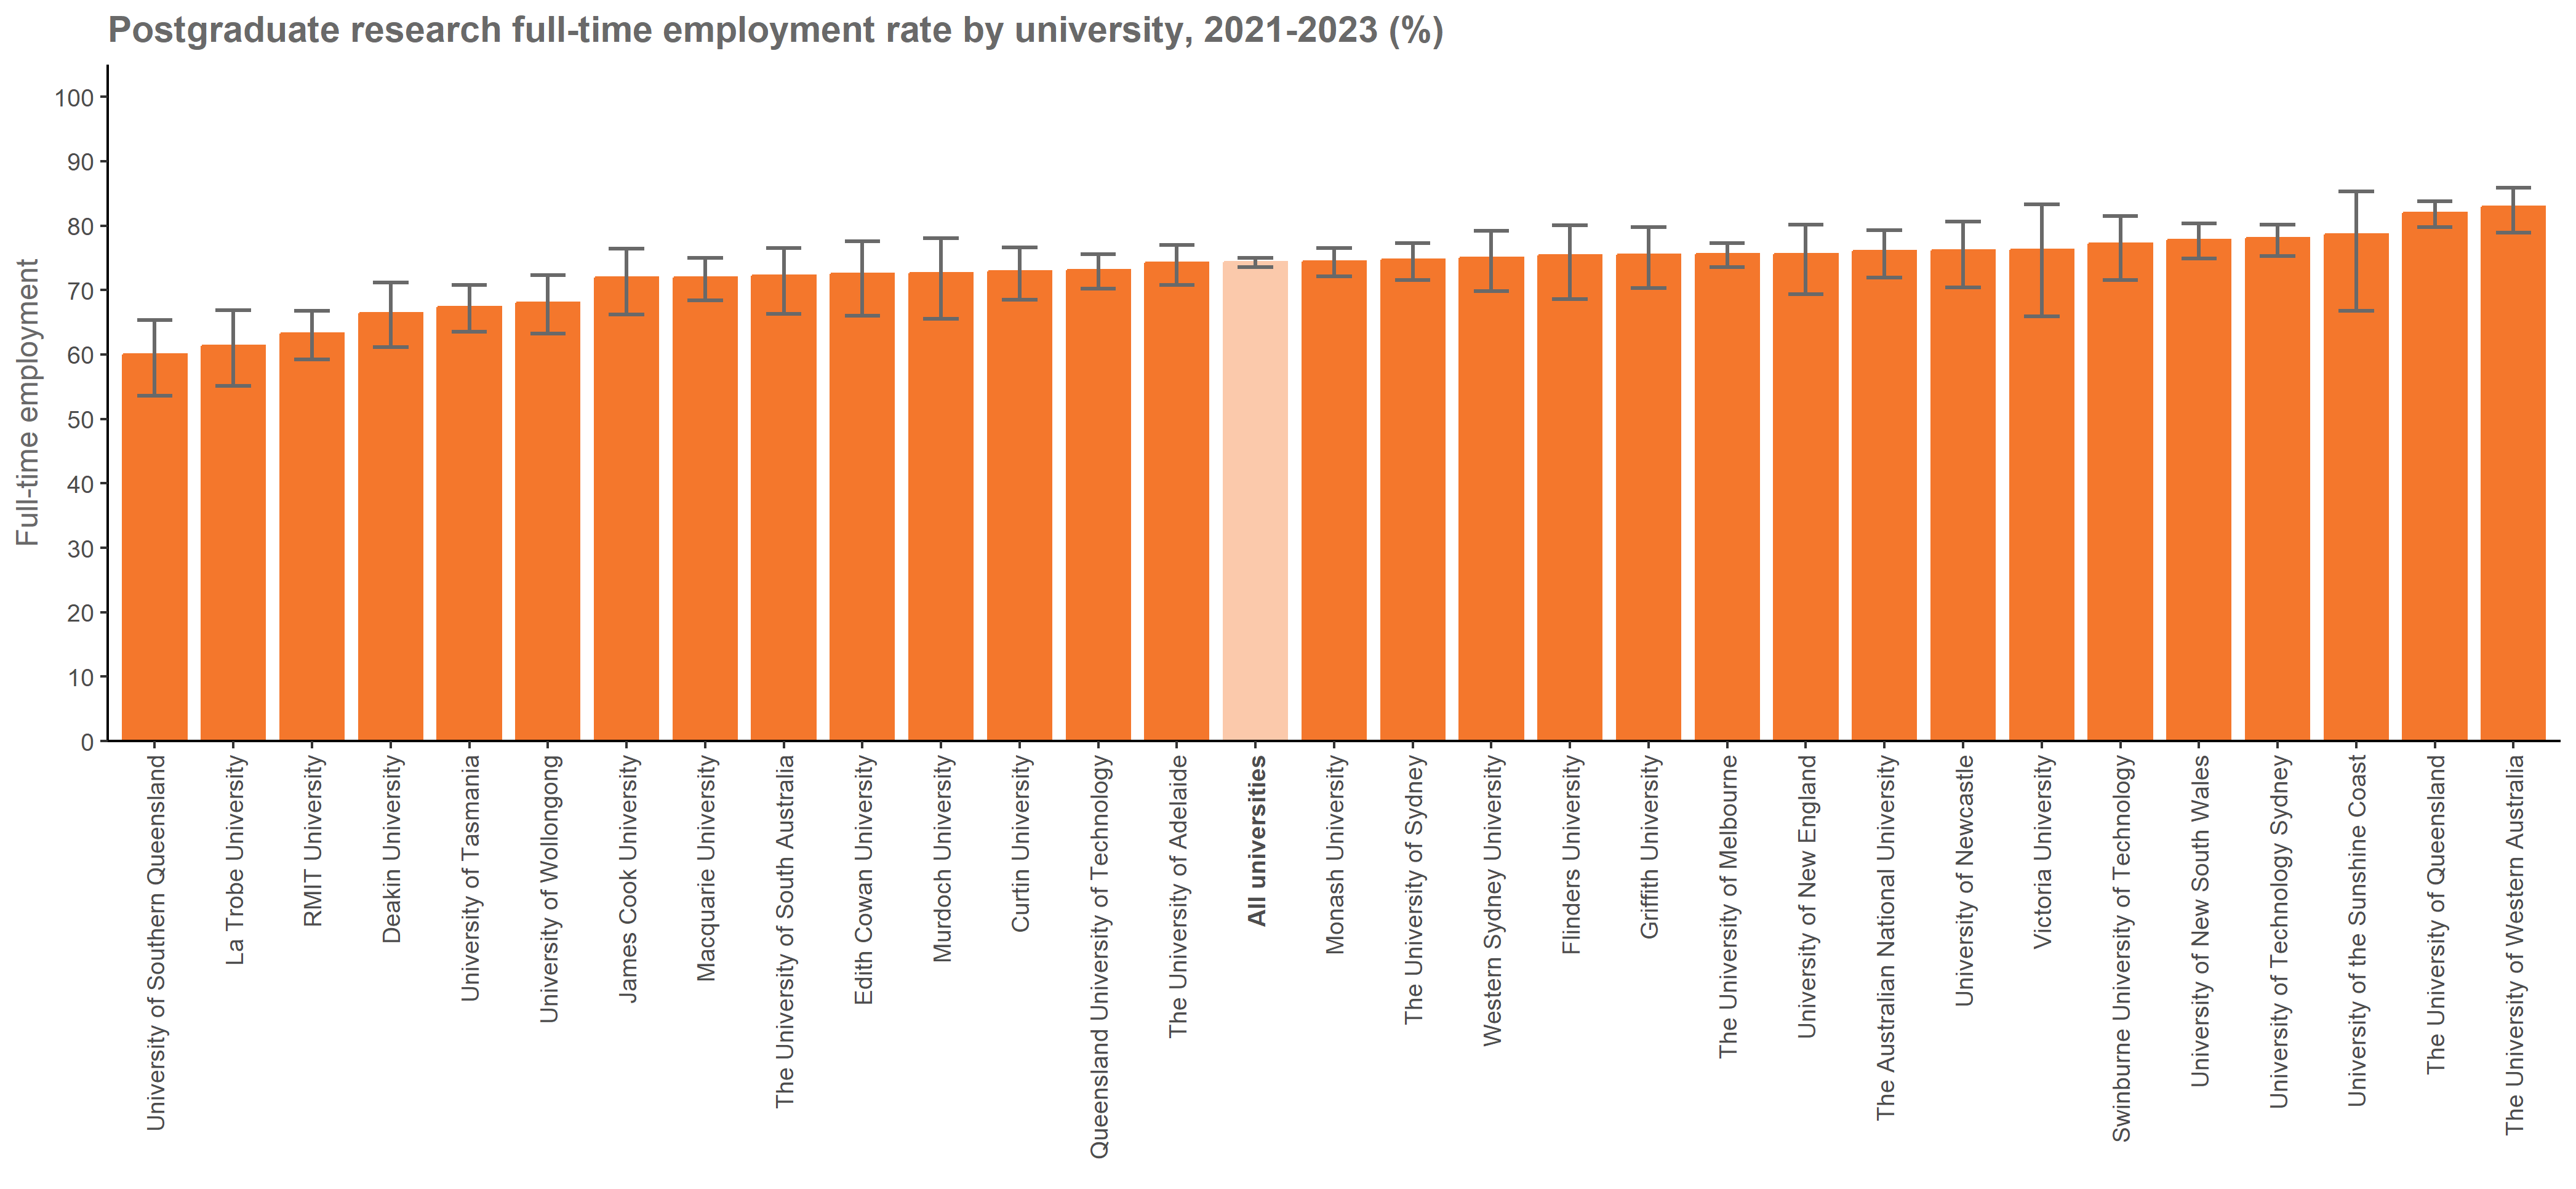 Postgraduate research full-time employment rate by university, 2021-2023 (%)
Full-time employment
100
90
80
70
60
50
40
30
20
10
0
University of Southern Queensland
La Trobe University
RMIT University
Deakin University
University of Tasmania
University of Wollongong
James Cook University
Macquarie University
The University of South Australia
Edith Cowan University
Murdoch University
Curtin University
Queensland University of Technology
The University of Adelaide
All universities
Monash University
The University of Sydney
Western Sydney University
Flinders University
Griffith University
The University of Melbourne
University of New England
The Australian National University
University of Newcastle
Victoria University
Swinburne University of Technology
University of New South Wales
University of Technology Sydney
University of the Sunshine Coast
The University of Queensland
The University of Western Australia